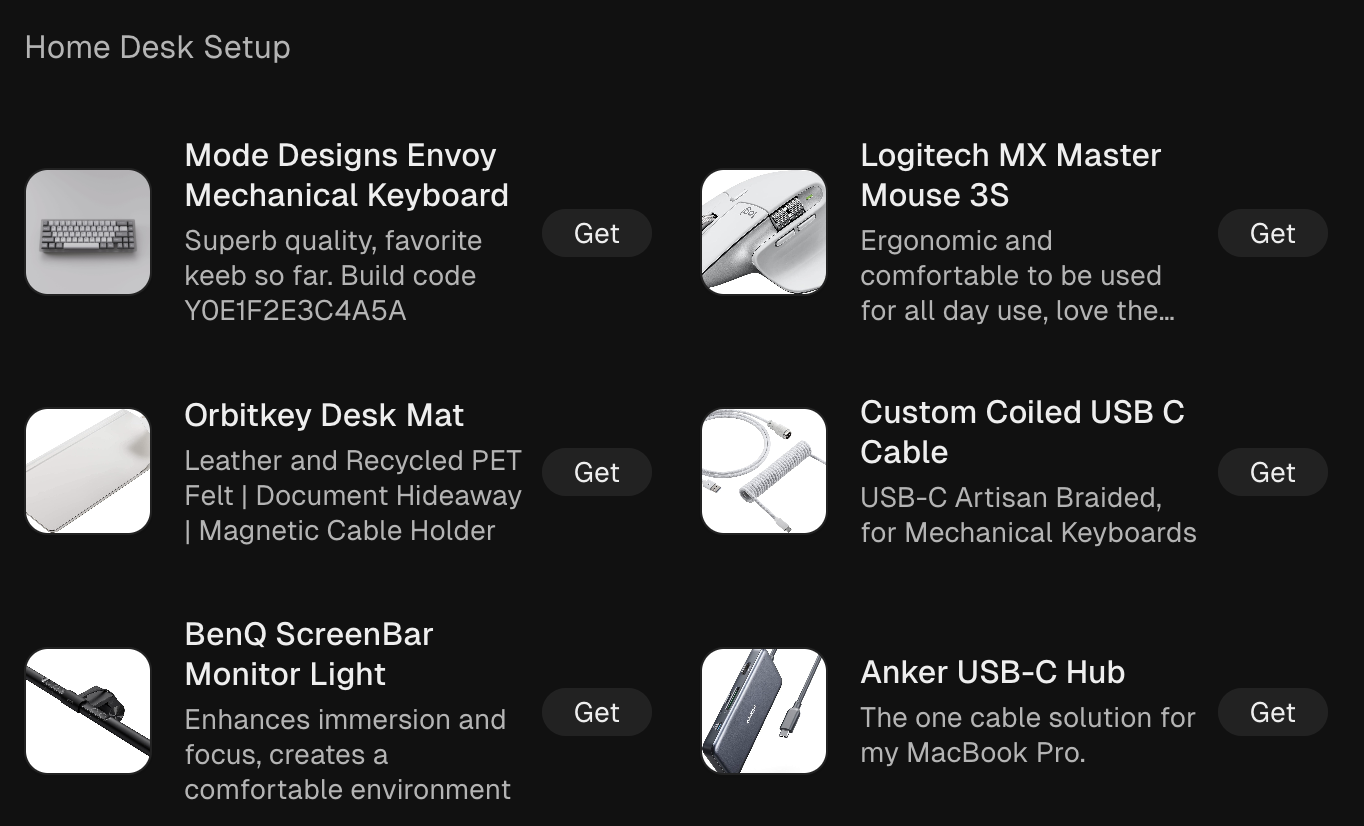 Home Desk Setup
Mode Designs Envoy
Mechanical Keyboard
Superb quality, favorite
keeb so far. Build code
Y0E1F2E3C4A5A
Get
Logitech MX Master
Mouse 3S
Ergonomic and
comfortable to be used
for all day use, love the…
Get
Orbitkey Desk Mat
Leather and Recycled PET
Felt | Document Hideaway
| Magnetic Cable Holder
Get
Custom Coiled USB C
Cable
USB-C Artisan Braided,
for Mechanical Keyboards
Get
BenQ ScreenBar
Monitor Light
Enhances immersion and
focus, creates a
comfortable environment
Get
Anker USB-C Hub
The one cable solution for
my MacBook Pro.
Get